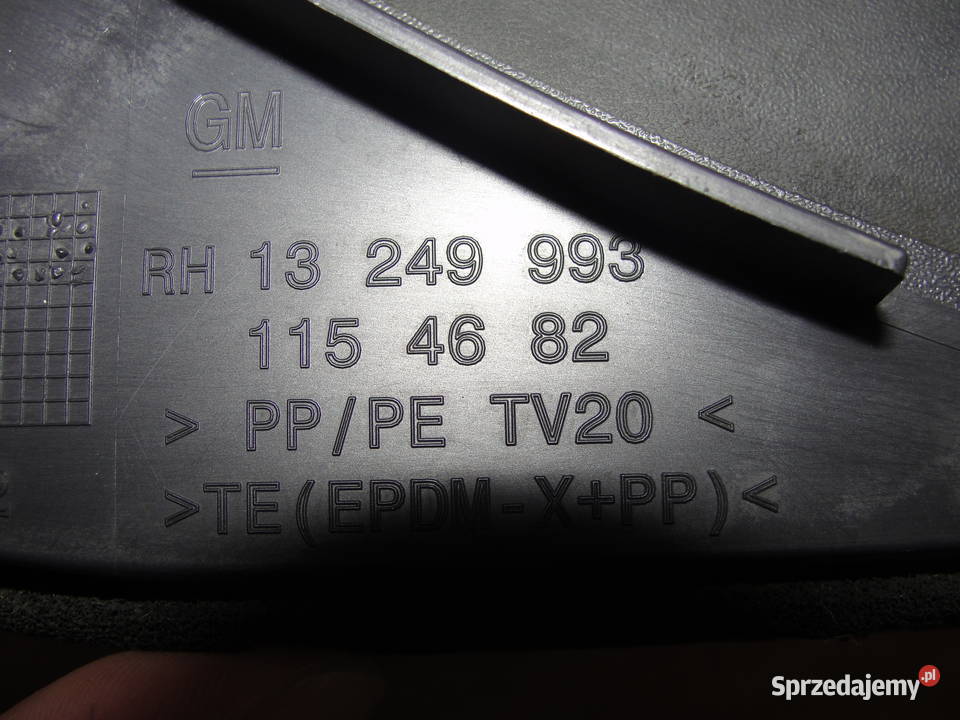 GM
RH 13 249 993
115 46 82
> PP/PE TV20 <
>TE(EPDM-X+PP)<
Sprzedajemy.pl